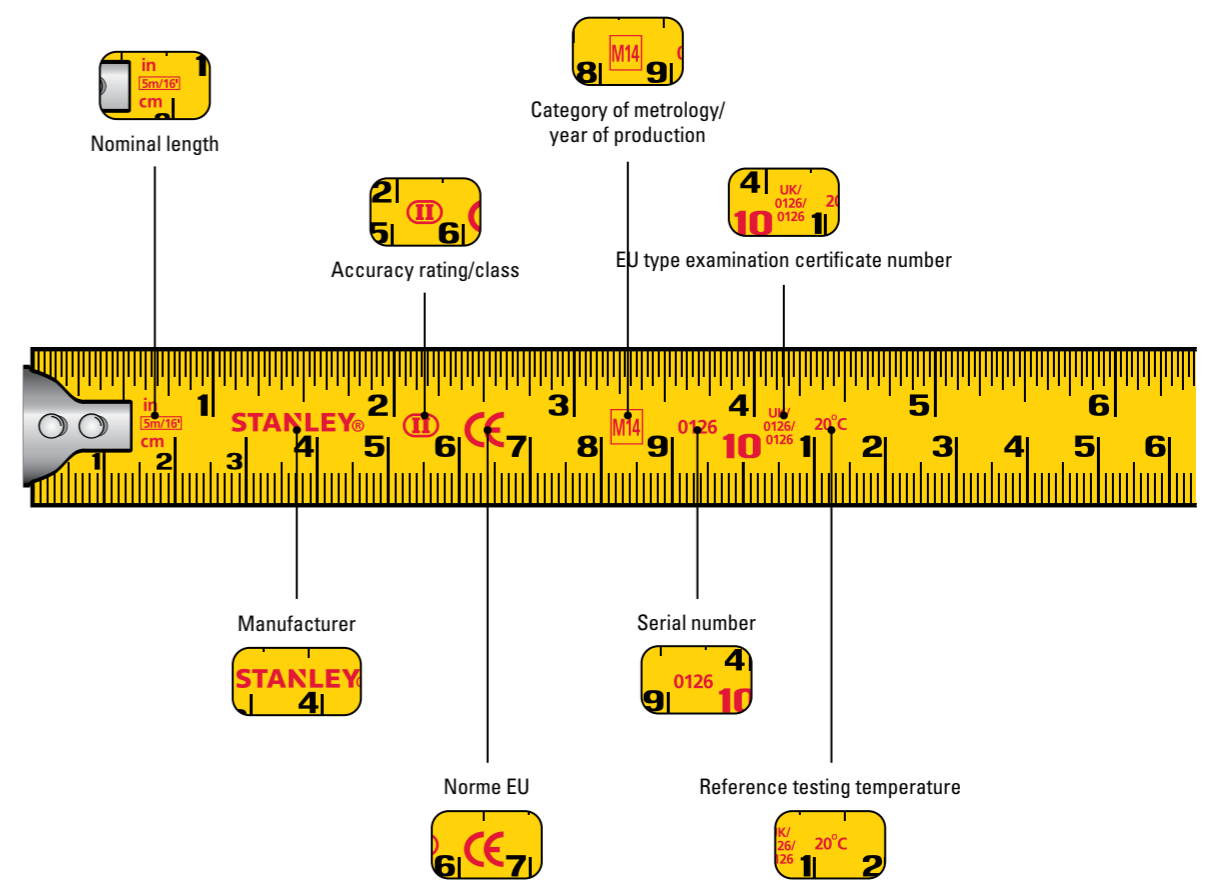 in
1
5m/16'
cm
M14
8 9
Nominal length
Category of metrology/
year of production
2
II
5 6
4
UK/
0126/
0126
10 1
Accuracy rating/class
EU type examination certificate number
in 1 2 3 4 5 6
5m/16'
cm
STANLEY®
II
CE
M14
0126
UK/
0126/
0126
20°C
1 2 3 4 5 6 7 8 9 10 1 2 3 4 5 6
Manufacturer
STANLEY
4
Serial number
4
0126
9 10
Norme EU
CE
6 7
Reference testing temperature
20°C
1 2